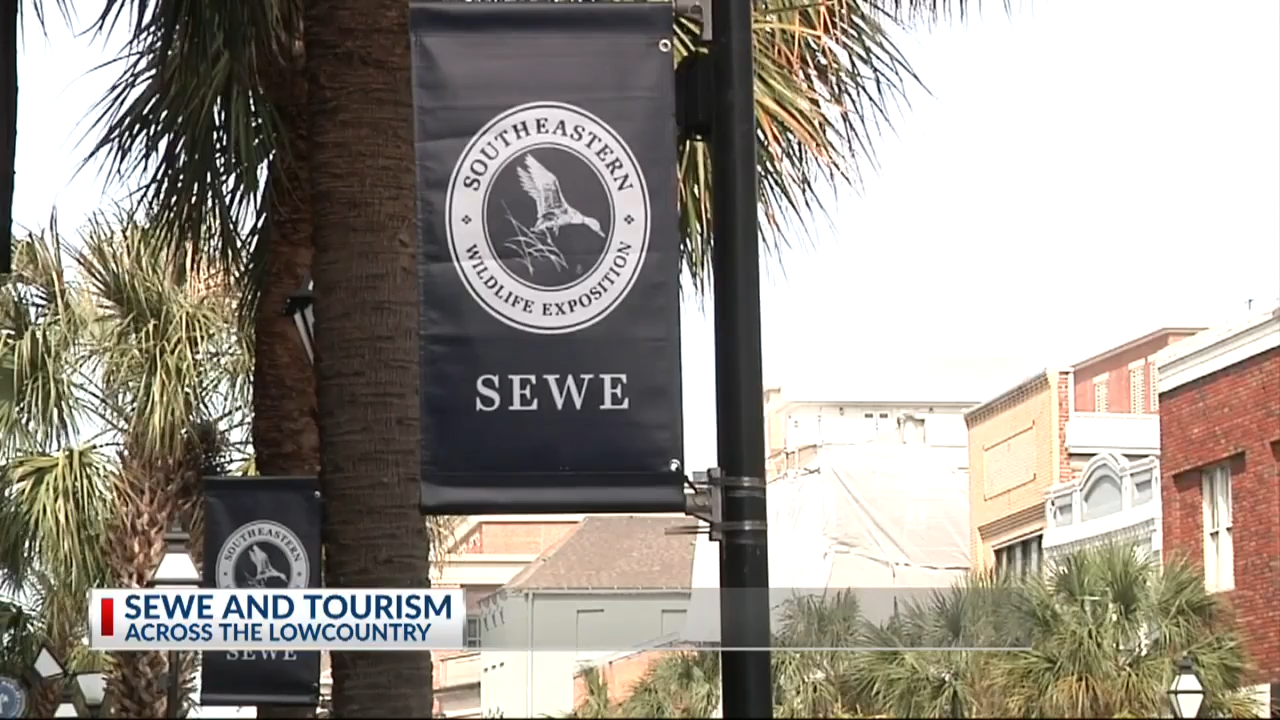 SOUTHEASTERN
WILDLIFE EXPOSITION
SEWE
SOUTHEASTERN
SEWE AND TOURISM
ACROSS THE LOWCOUNTRY
SEWE